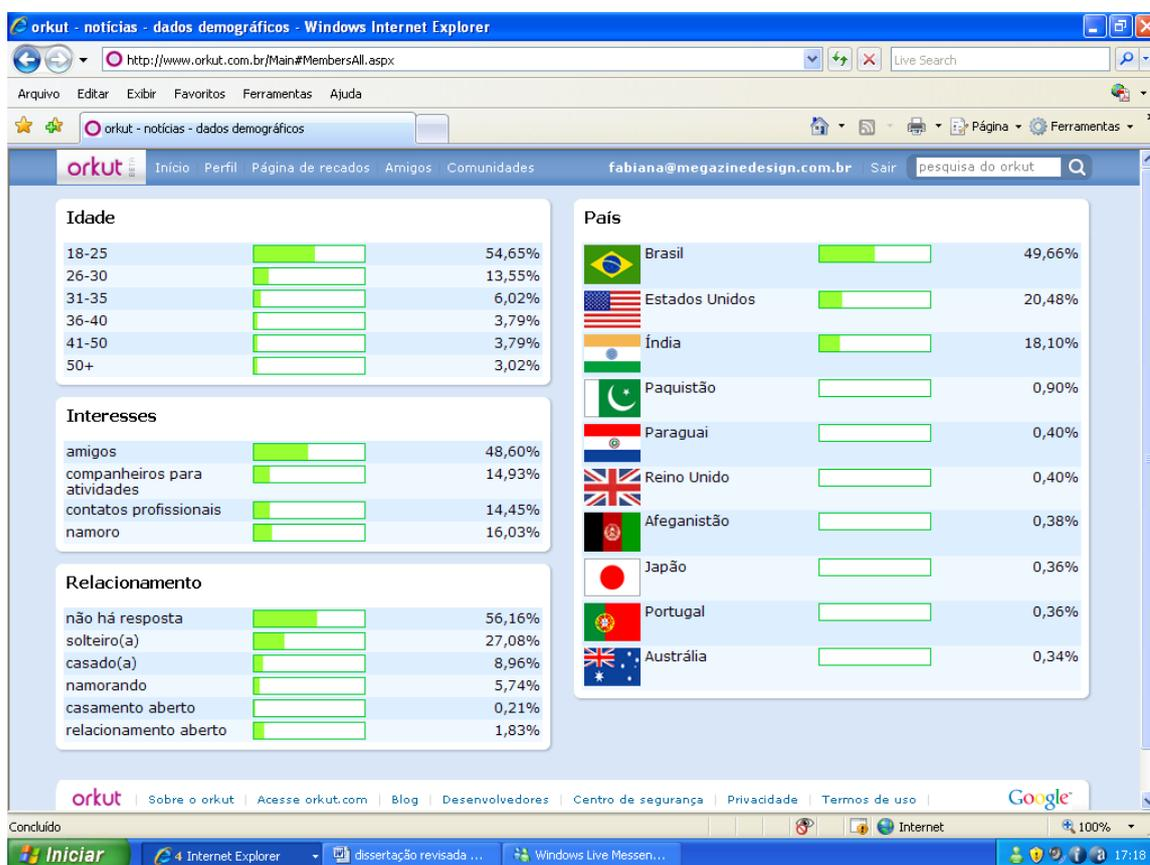 orkut - notícias - dados demográficos - Windows Internet Explorer
http://www.orkut.com.br/Main#MembersAll.aspx
Live Search
Arquivo Editar Exibir Favoritos Ferramentas Ajuda
orkut - notícias - dados demográficos
Página Ferramentas
orkut BETA Início Perfil Página de recados Amigos Comunidades fabiana@megazinedesign.com.br Sair pesquisa do orkut
Idade
18-25 54,65%
26-30 13,55%
31-35 6,02%
36-40 3,79%
41-50 3,79%
50+ 3,02%
Interesses
amigos 48,60%
companheiros para
atividades 14,93%
contatos profissionais 14,45%
namoro 16,03%
Relacionamento
não há resposta 56,16%
solteiro(a) 27,08%
casado(a) 8,96%
namorando 5,74%
casamento aberto 0,21%
relacionamento aberto 1,83%
País
Brasil 49,66%
Estados Unidos 20,48%
Índia 18,10%
Paquistão 0,90%
Paraguai 0,40%
Reino Unido 0,40%
Afeganistão 0,38%
Japão 0,36%
Portugal 0,36%
Austrália 0,34%
orkut Sobre o orkut Acesse orkut.com Blog Desenvolvedores Centro de segurança Privacidade Termos de uso Google
Concluído Internet 100%
Iniciar 4 Internet Explorer dissertação revisada ... Windows Live Messen... 17:18